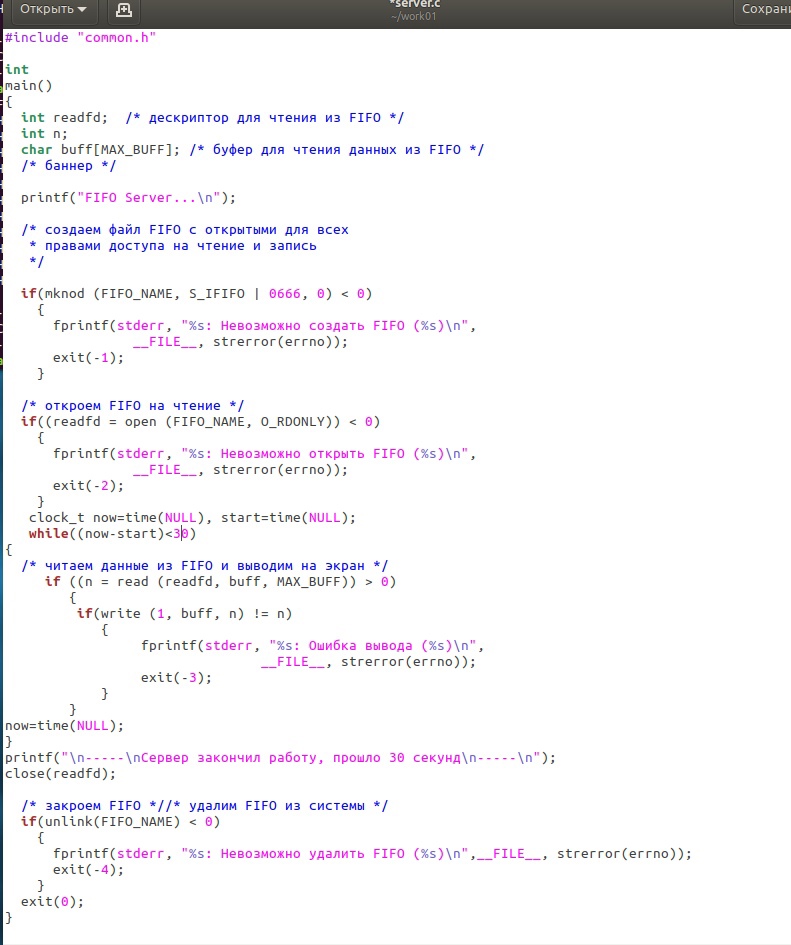 Открыть
*server.c
~/work01
Сохрани
#include "common.h"
int
main()
{
int readfd; /* дескриптор для чтения из FIFO */
int n;
char buff[MAX_BUFF]; /* буфер для чтения данных из FIFO */
/* баннер */
printf("FIFO Server...\n");
/* создаем файл FIFO с открытыми для всех
* правами доступа на чтение и запись
*/
if(mknod (FIFO_NAME, S_IFIFO | 0666, 0) < 0)
{
fprintf(stderr, "%s: Невозможно создать FIFO (%s)\n",
__FILE__, strerror(errno));
exit(-1);
}
/* откроем FIFO на чтение */
if((readfd = open (FIFO_NAME, O_RDONLY)) < 0)
{
fprintf(stderr, "%s: Невозможно открыть FIFO (%s)\n",
__FILE__, strerror(errno));
exit(-2);
}
clock_t now=time(NULL), start=time(NULL);
while((now-start)<30)
{
/* читаем данные из FIFO и выводим на экран */
if ((n = read (readfd, buff, MAX_BUFF)) > 0)
{
if(write (1, buff, n) != n)
{
fprintf(stderr, "%s: Ошибка вывода (%s)\n",
__FILE__, strerror(errno));
exit(-3);
}
}
now=time(NULL);
}
printf("\n-----\nСервер закончил работу, прошло 30 секунд\n-----\n");
close(readfd);
/* закроем FIFO *//* удалим FIFO из системы */
if(unlink(FIFO_NAME) < 0)
{
fprintf(stderr, "%s: Невозможно удалить FIFO (%s)\n",__FILE__, strerror(errno));
exit(-4);
}
exit(0);
}